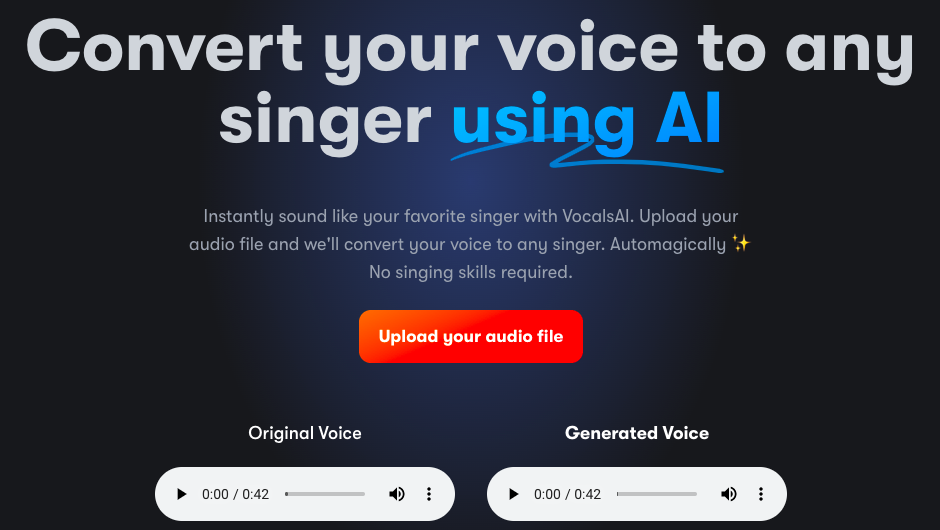 Convert your voice to any
singer using AI
Instantly sound like your favorite singer with VocalsAI. Upload your
audio file and we'll convert your voice to any singer. Automagically ✨
No singing skills required.
Upload your audio file
Original Voice
Generated Voice
0:00 / 0:42
0:00 / 0:42